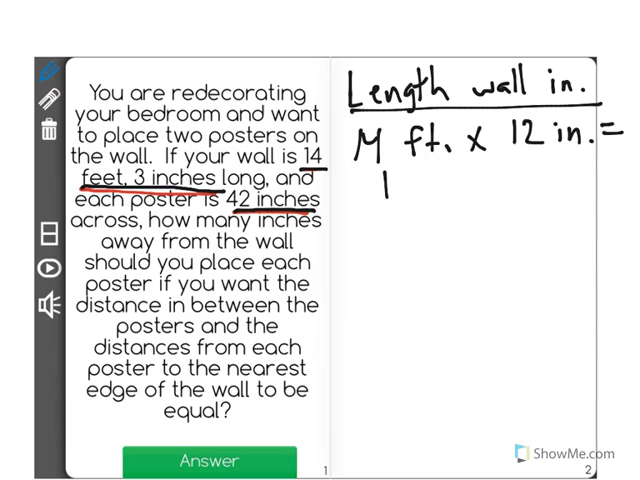 You are redecorating
your bedroom and want
to place two posters on
the wall. If your wall is 14
feet, 3 inches long, and
each poster is 42 inches
across, how many inches
away from the wall
should you place each
poster if you want the
distance in between the
posters and the
distances from each
poster to the nearest
edge of the wall to be
equal?
Answer
1
Length wall in.
14 ft. x 12 in. =
1
ShowMe.com
2